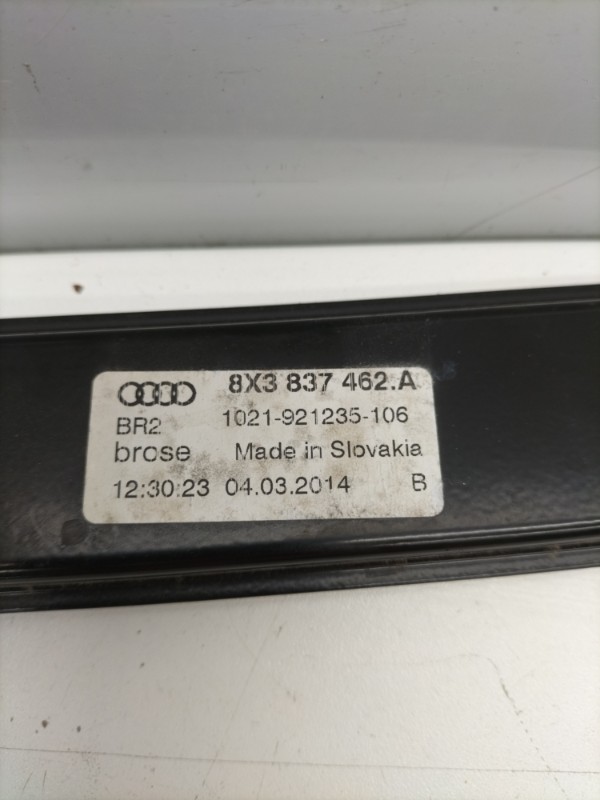 8X3 837 462.A
BR2 1021-921235-106
brose Made in Slovakia
12:30:23 04.03.2014 B